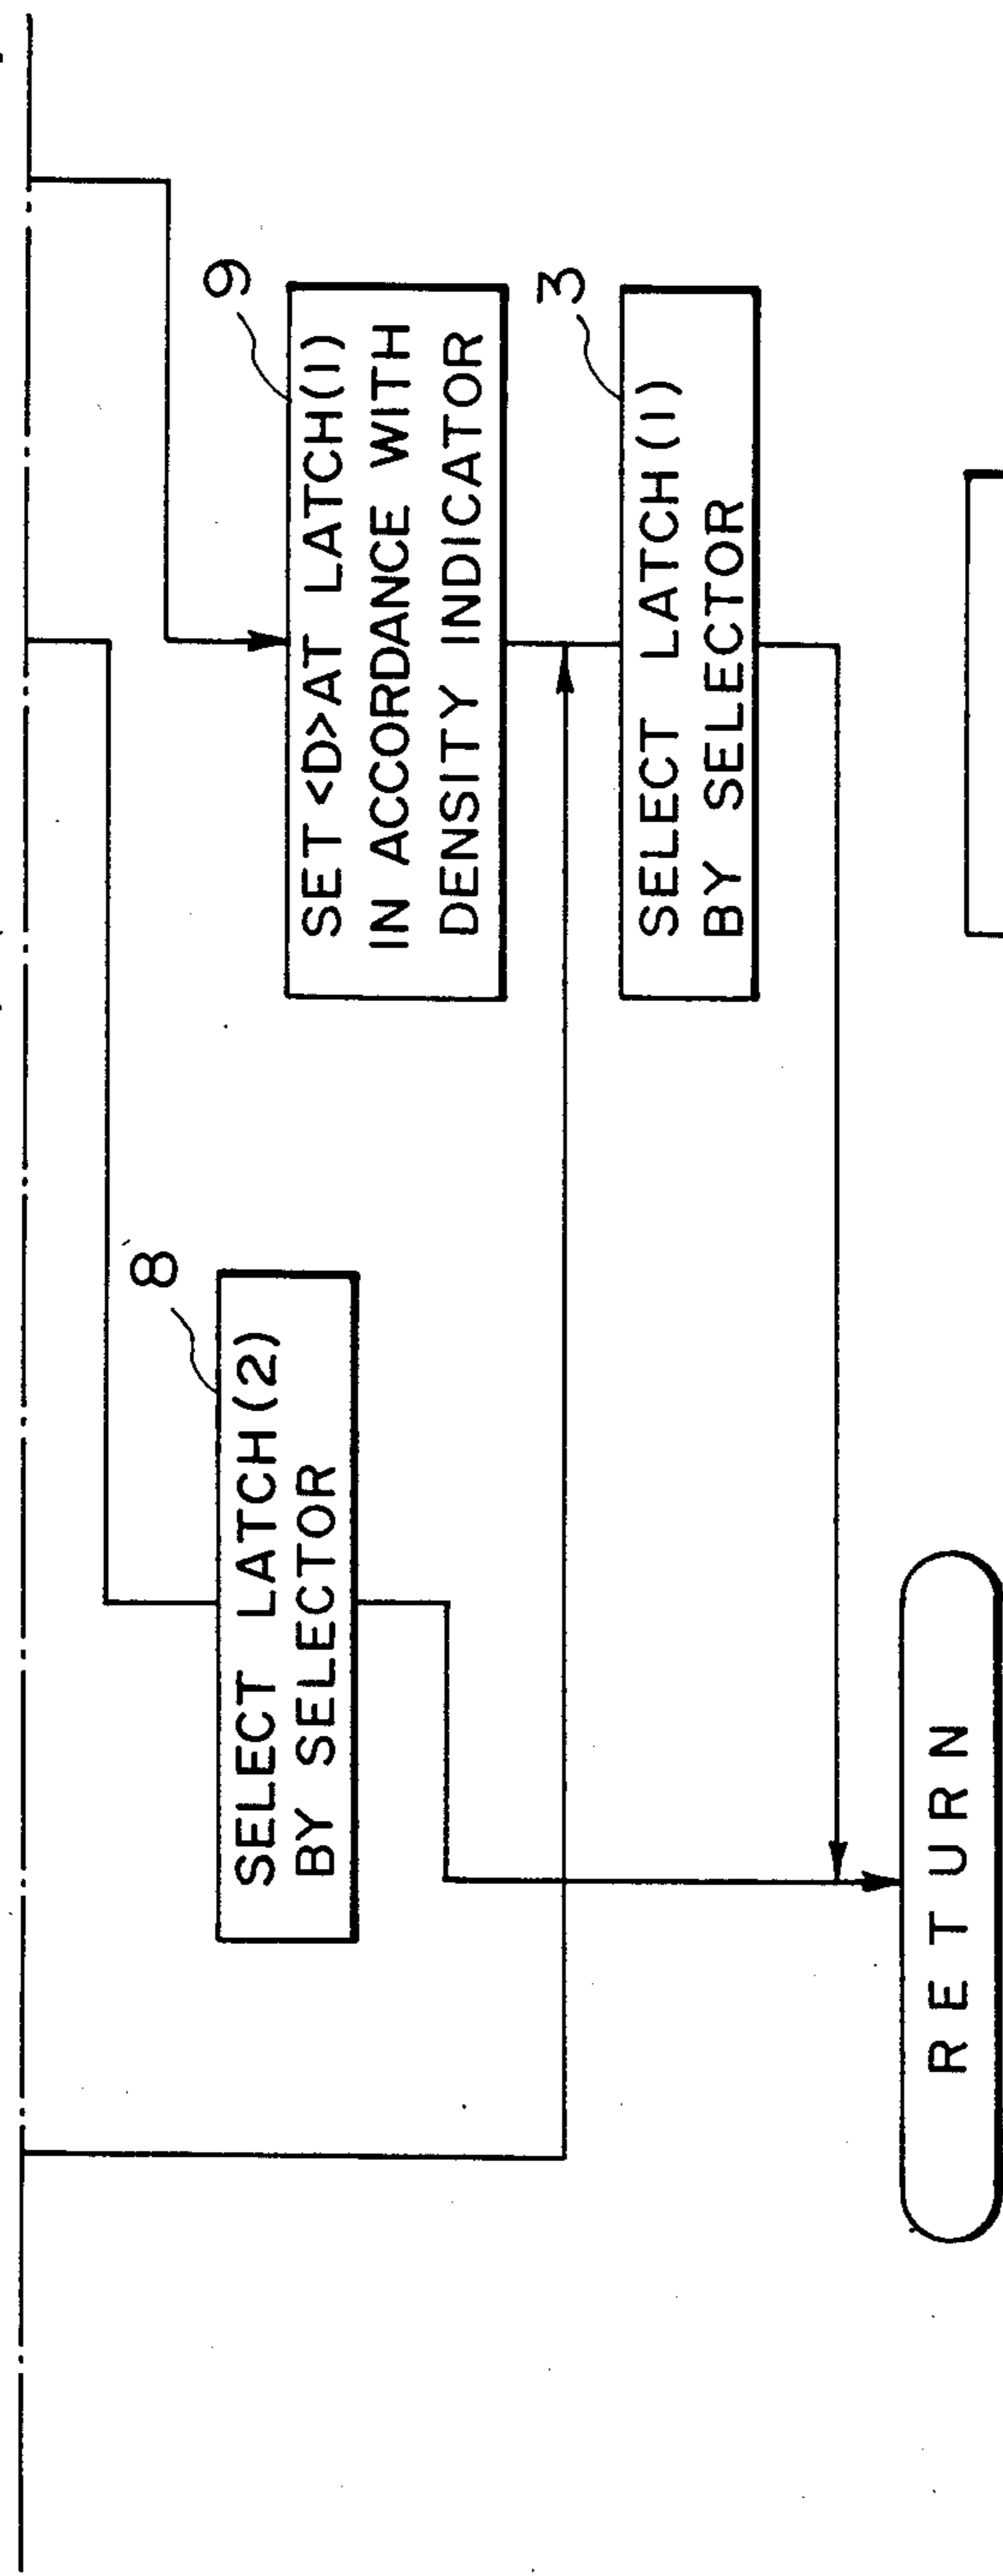 8
SELECT LATCH(2)
BY SELECTOR
9
SET <D>AT LATCH(1)
IN ACCORDANCE WITH
DENSITY INDICATOR
3
SELECT LATCH(1)
BY SELECTOR
RETURN